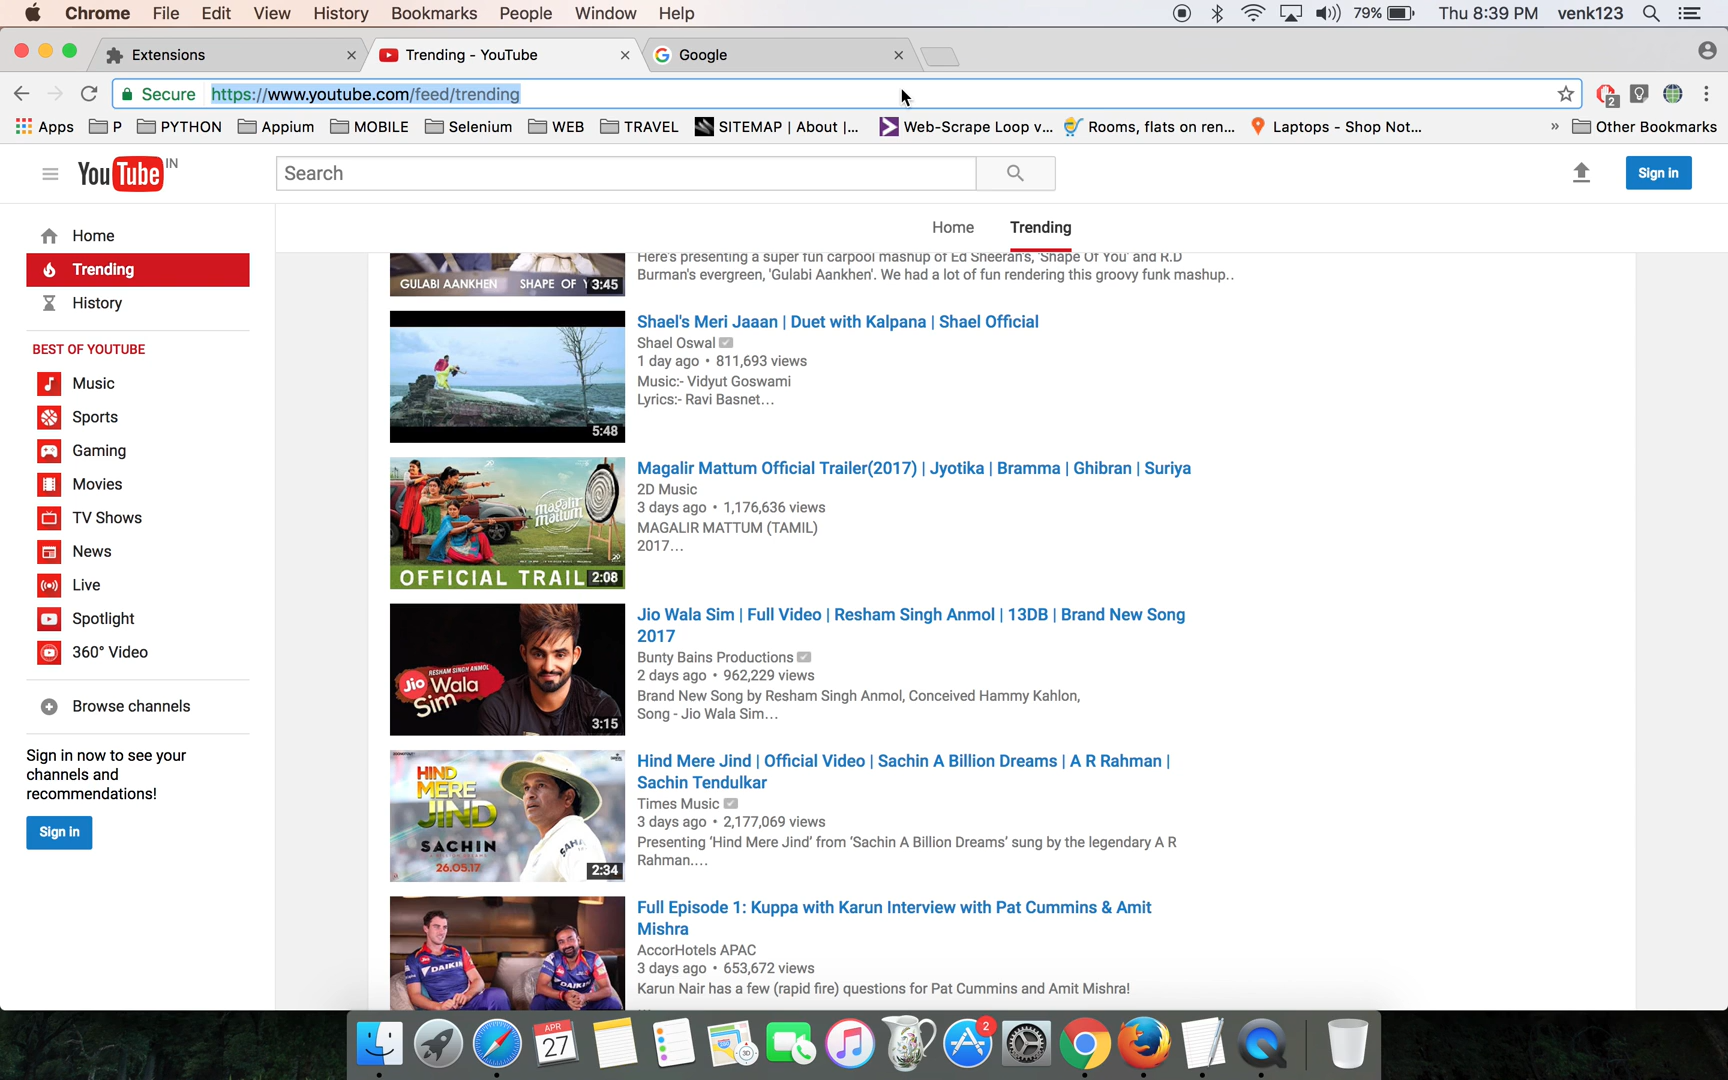 Chrome File Edit View History Bookmarks People Window Help 79% Thu 8:39 PM venk123
Extensions Trending - YouTube Google
Secure https://www.youtube.com/feed/trending 2
Apps P PYTHON Appium MOBILE Selenium WEB TRAVEL SITEMAP | About |... Web-Scrape Loop v... Rooms, flats on ren... Laptops - Shop Not... » Other Bookmarks
YouTube IN Search Sign in
Home Trending
Home
Trending
History
BEST OF YOUTUBE
Music
Sports
Gaming
Movies
TV Shows
News
Live
Spotlight
360° Video
Browse channels
Sign in now to see your
channels and
recommendations!
Sign in
GULABI AANKHEN SHAPE OF Y 3:45
Here's presenting a super fun carpool mashup of Ed Sheeran's, 'Shape Of You' and R.D
Burman's evergreen, 'Gulabi Aankhen'. We had a lot of fun rendering this groovy funk mashup..
5:48
Shael's Meri Jaaan | Duet with Kalpana | Shael Official
Shael Oswal
1 day ago • 811,693 views
Music:- Vidyut Goswami
Lyrics:- Ravi Basnet...
magalir
mattum
OFFICIAL TRAIL 2:08
Magalir Mattum Official Trailer(2017) | Jyotika | Bramma | Ghibran | Suriya
2D Music
3 days ago • 1,176,636 views
MAGALIR MATTUM (TAMIL)
2017...
RESHAM SINGH ANMOL
Jio Wala
Sim
3:15
Jio Wala Sim | Full Video | Resham Singh Anmol | 13DB | Brand New Song
2017
Bunty Bains Productions
2 days ago • 962,229 views
Brand New Song by Resham Singh Anmol, Conceived Hammy Kahlon,
Song - Jio Wala Sim...
HIND
MERE
JIND
SACHIN
26.05.17
SAHA
2:34
Hind Mere Jind | Official Video | Sachin A Billion Dreams | A R Rahman |
Sachin Tendulkar
Times Music
3 days ago • 2,177,069 views
Presenting ‘Hind Mere Jind’ from ‘Sachin A Billion Dreams’ sung by the legendary A R
Rahman....
DAIKIN DAIKI
Full Episode 1: Kuppa with Karun Interview with Pat Cummins & Amit
Mishra
AccorHotels APAC
3 days ago • 653,672 views
Karun Nair has a few (rapid fire) questions for Pat Cummins and Amit Mishra!
APR
27
3D
2